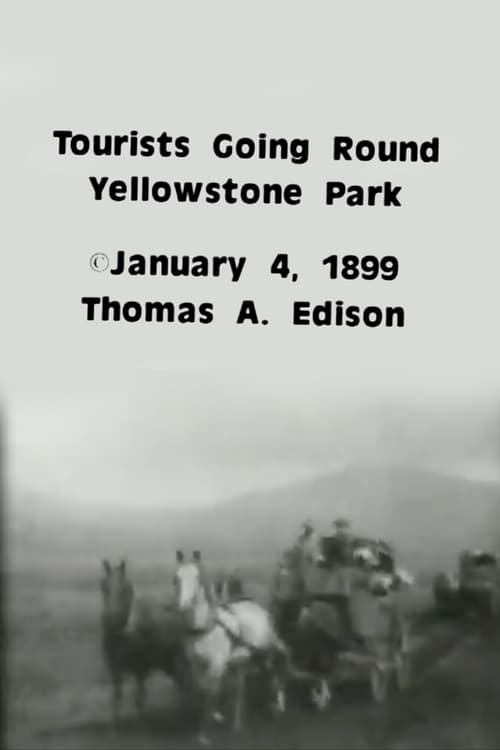 Tourists Going Round
Yellowstone Park
©January 4, 1899
Thomas A. Edison